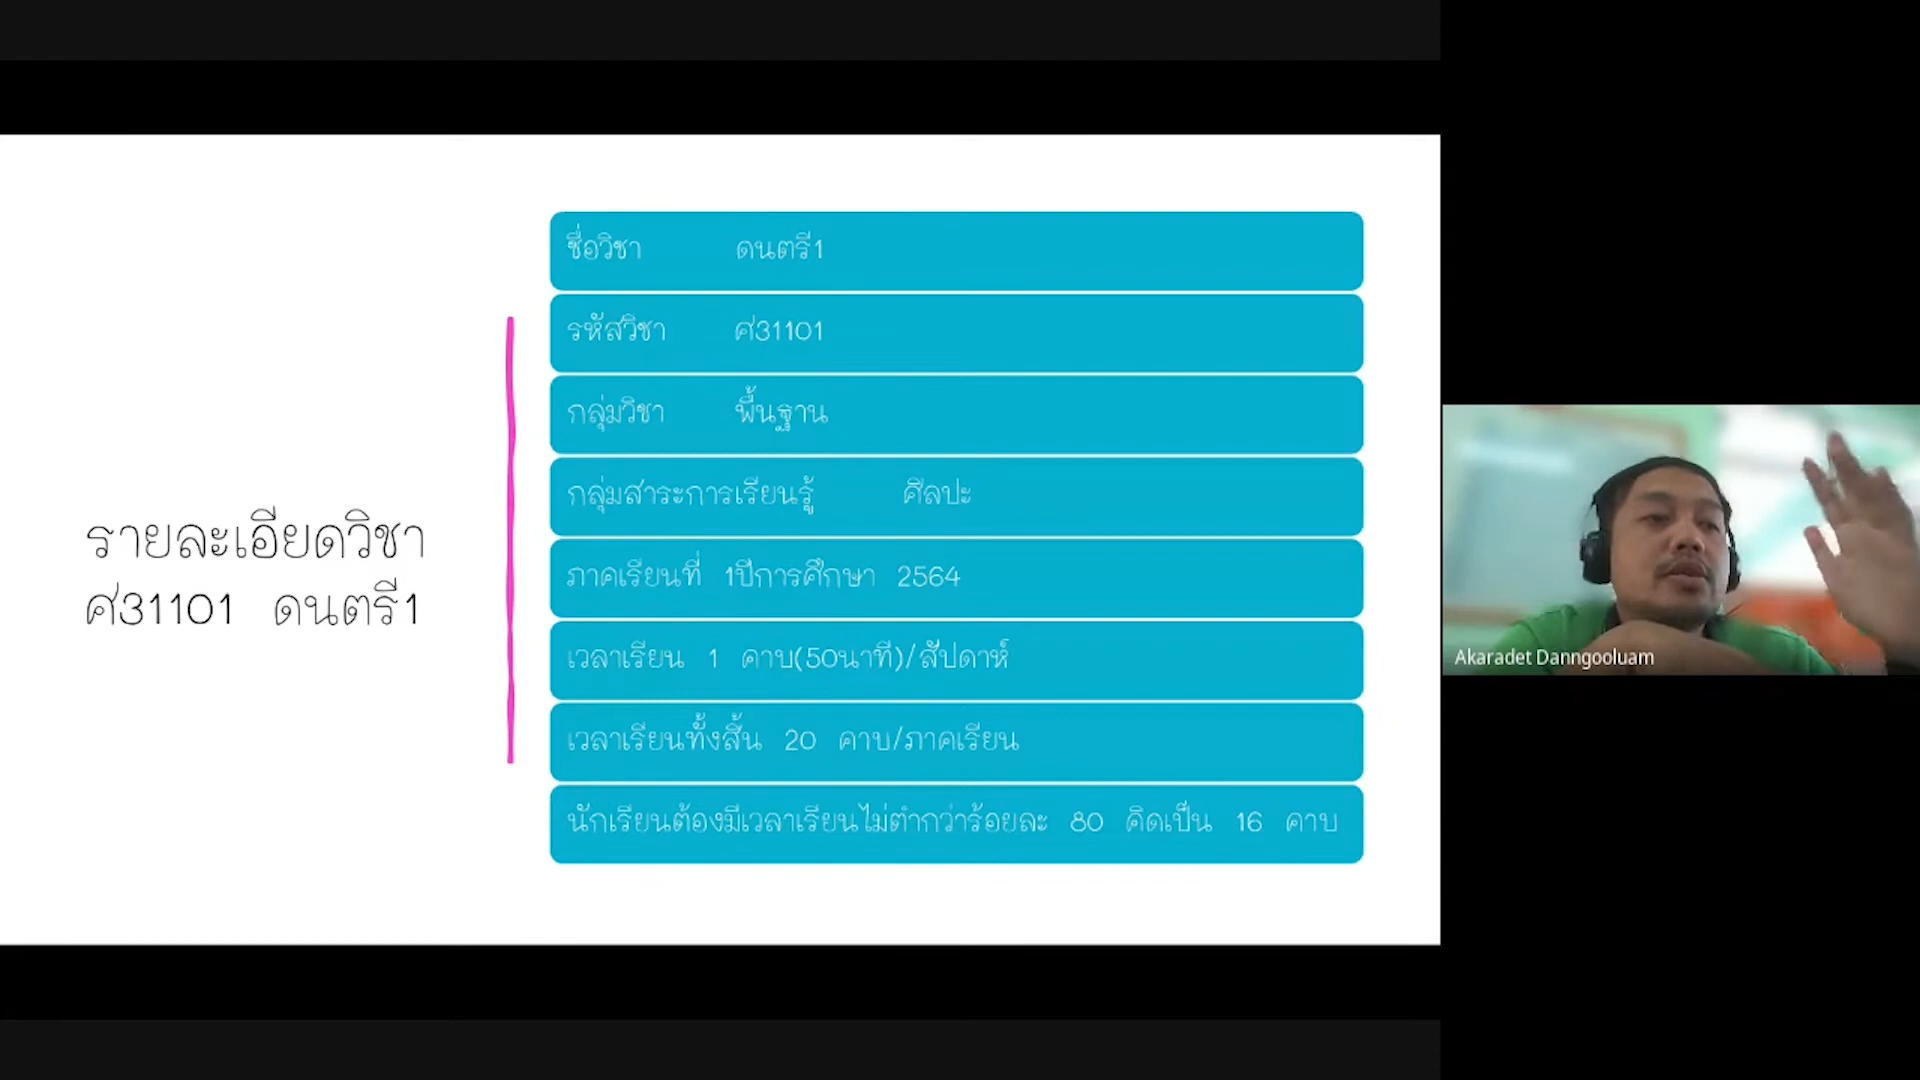 รายละเอียดวิชา
ศ31101 ดนตรี1
ชื่อวิชา ดนตรี1
รหัสวิชา ศ31101
กลุ่มวิชา พื้นฐาน
กลุ่มสาระการเรียนรู้ ศิลปะ
ภาคเรียนที่ 1ปีการศึกษา 2564
เวลาเรียน 1 คาบ(50นาที)/สัปดาห์
เวลาเรียนทั้งสิ้น 20 คาบ/ภาคเรียน
นักเรียนต้องมีเวลาเรียนไม่ต่ำกว่าร้อยละ 80 คิดเป็น 16 คาบ
Akaradet Danngooluam